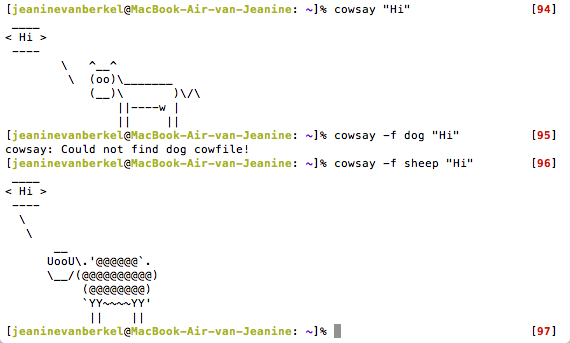 [jeaninevanberkel@MacBook-Air-van-Jeanine: ~]% cowsay "Hi"                  [94]
 ____
< Hi >
 ----
        \   ^__^
         \  (oo)\_______
            (__)\       )\/\
                ||----w |
                ||     ||
[jeaninevanberkel@MacBook-Air-van-Jeanine: ~]% cowsay -f dog "Hi"           [95]
cowsay: Could not find dog cowfile!
[jeaninevanberkel@MacBook-Air-van-Jeanine: ~]% cowsay -f sheep "Hi"         [96]
 ____
< Hi >
 ----
  \
   \
       __
      UooU\.'@@@@@@`.
      \__/(@@@@@@@@@@)
           (@@@@@@@@)
           `YY~~~~YY'
            ||    ||
[jeaninevanberkel@MacBook-Air-van-Jeanine: ~]%                              [97]